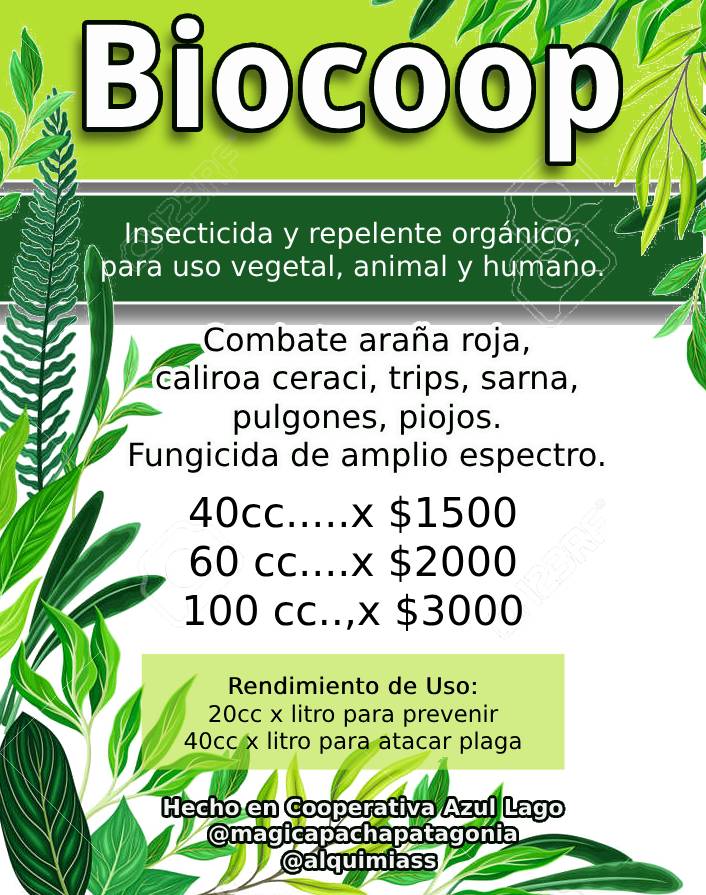 Biocoop
Insecticida y repelente orgánico,
para uso vegetal, animal y humano.
Combate araña roja,
caliroa ceraci, trips, sarna,
pulgones, piojos.
Fungicida de amplio espectro.
40cc.....x $1500
60 cc....x $2000
100 cc..,x $3000
Rendimiento de Uso:
20cc x litro para prevenir
40cc x litro para atacar plaga
Hecho en Cooperativa Azul Lago
@magicapachapatagonia
@alquimiass